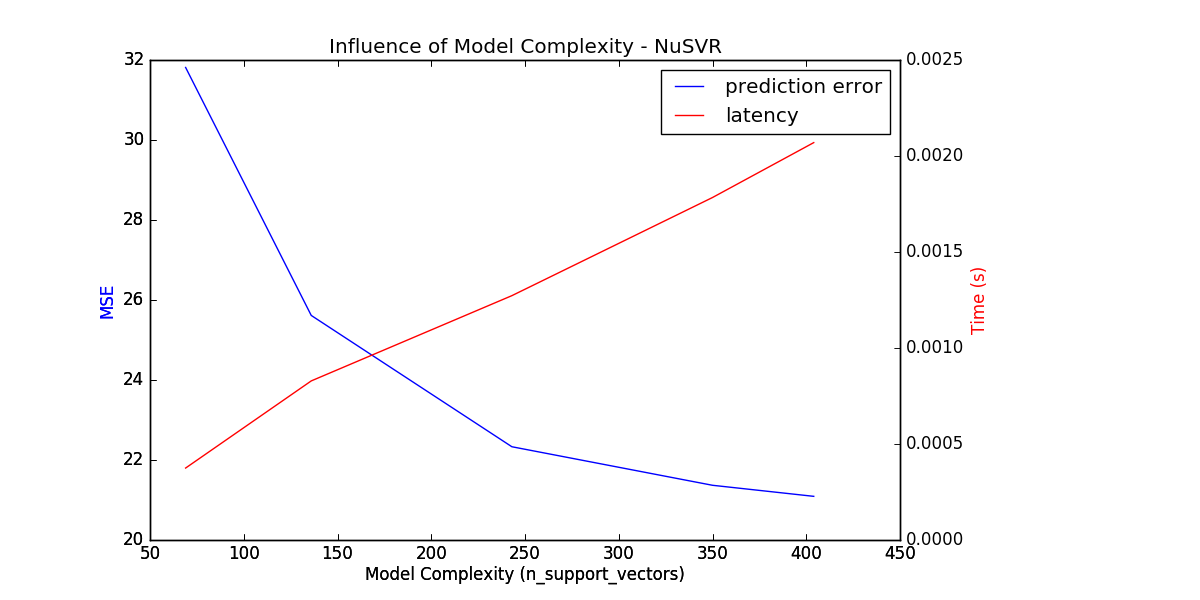 Influence of Model Complexity - NuSVR
prediction error
latency
MSE
32
30
28
26
24
22
20
0.0025
0.0020
0.0015
0.0010
0.0005
0.0000
Time (s)
50 100 150 200 250 300 350 400 450
Model Complexity (n_support_vectors)